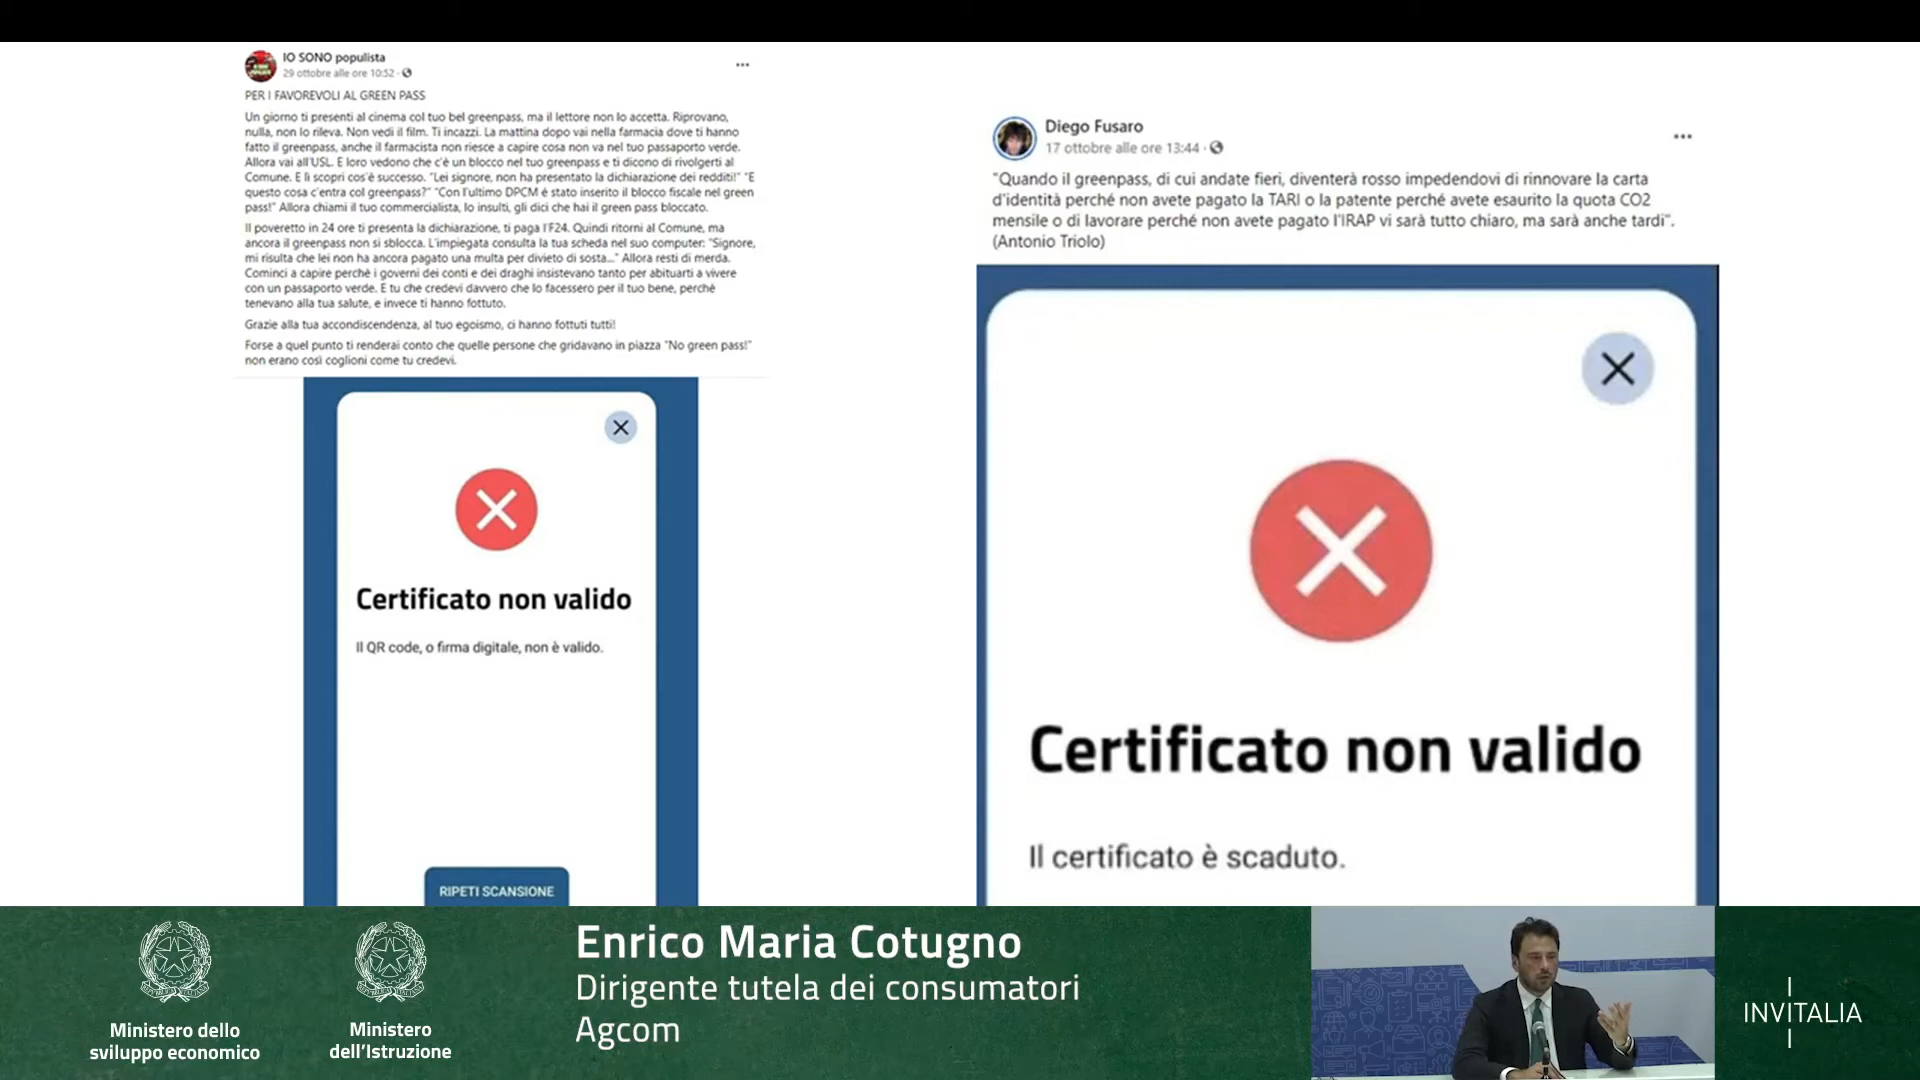 IO SONO populista
29 ottobre alle ore 10:52
PER I FAVOREVOLI AL GREEN PASS
Un giorno ti presenti al cinema col tuo bel greenpass, ma il lettore non lo accetta. Riprovano,
nulla, non lo rileva. Non vedi il film. Ti incazzi. La mattina dopo vai nella farmacia dove ti hanno
fatto il greenpass, anche il farmacista non riesce a capire cosa non va nel tuo passaporto verde.
Allora vai all'USL. E loro vedono che c'è un blocco nel tuo greenpass e ti dicono di rivolgerti al
Comune. E lì scopri cos'è successo. "Lei signore, non ha presentato la dichiarazione dei redditi!" "E
questo cosa c'entra col greenpass?" "Con l'ultimo DPCM è stato inserito il blocco fiscale nel green
pass!" Allora chiami il tuo commercialista, lo insulti, gli dici che hai il green pass bloccato.
Il poveretto in 24 ore ti presenta la dichiarazione, ti paga l'F24. Quindi ritorni al Comune, ma
ancora il greenpass non si sblocca. L'impiegata consulta la tua scheda nel suo computer: "Signore,
mi risulta che lei non ha ancora pagato una multa per divieto di sosta..." Allora resti di merda.
Cominci a capire perchè i governi dei conti e dei draghi insistevano tanto per abituarti a vivere
con un passaporto verde. E tu che credevi davvero che lo facessero per il tuo bene, perchè
tenevano alla tua salute, e invece ti hanno fottuto.
Grazie alla tua accondiscendenza, al tuo egoismo, ci hanno fottuti tutti!
Forse a quel punto ti renderai conto che quelle persone che gridavano in piazza "No green pass!"
non erano così coglioni come tu credevi.
Certificato non valido
Il QR code, o firma digitale, non è valido.
RIPETI SCANSIONE
Diego Fusaro
17 ottobre alle ore 13:44
"Quando il greenpass, di cui andate fieri, diventerà rosso impedendovi di rinnovare la carta
d'identità perché non avete pagato la TARI o la patente perché avete esaurito la quota CO2
mensile o di lavorare perché non avete pagato l'IRAP vi sarà tutto chiaro, ma sarà anche tardi".
(Antonio Triolo)
Certificato non valido
Il certificato è scaduto.
Ministero dello
sviluppo economico
Ministero
dell'Istruzione
Enrico Maria Cotugno
Dirigente tutela dei consumatori
Agcom
INVITALIA